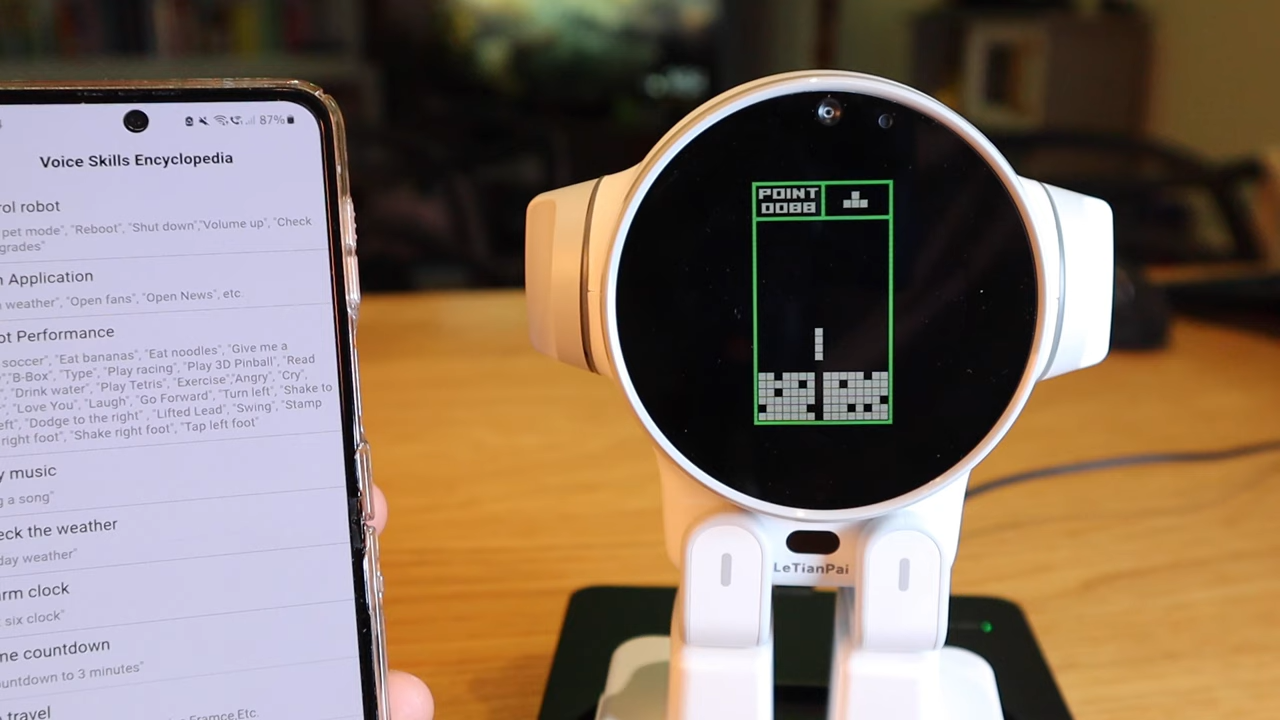 87%
Voice Skills Encyclopedia
rol robot
pet mode", "Reboot", "Shut down","Volume up", "Check
grades"
Application
weather", "Open fans", "Open News", etc.
ot Performance
soccer", "Eat bananas", "Eat noodles", "Give me a
"B-Box", "Type", "Play racing", "Play 3D Pinball", "Read
"Drink water", "Play Tetris", "Exercise","Angry", "Cry",
"Love You", "Laugh", "Go Forward", "Turn left", "Shake to
eft", "Dodge to the right" , "Lifted Lead", "Swing", "Stamp
right foot", "Shake right foot", "Tap left foot"
y music
g a song"
eck the weather
day weather"
rm clock
six clock"
me countdown
untdown to 3 minutes"
travel
Framce,Etc.
POINT
0088
LeTianPai